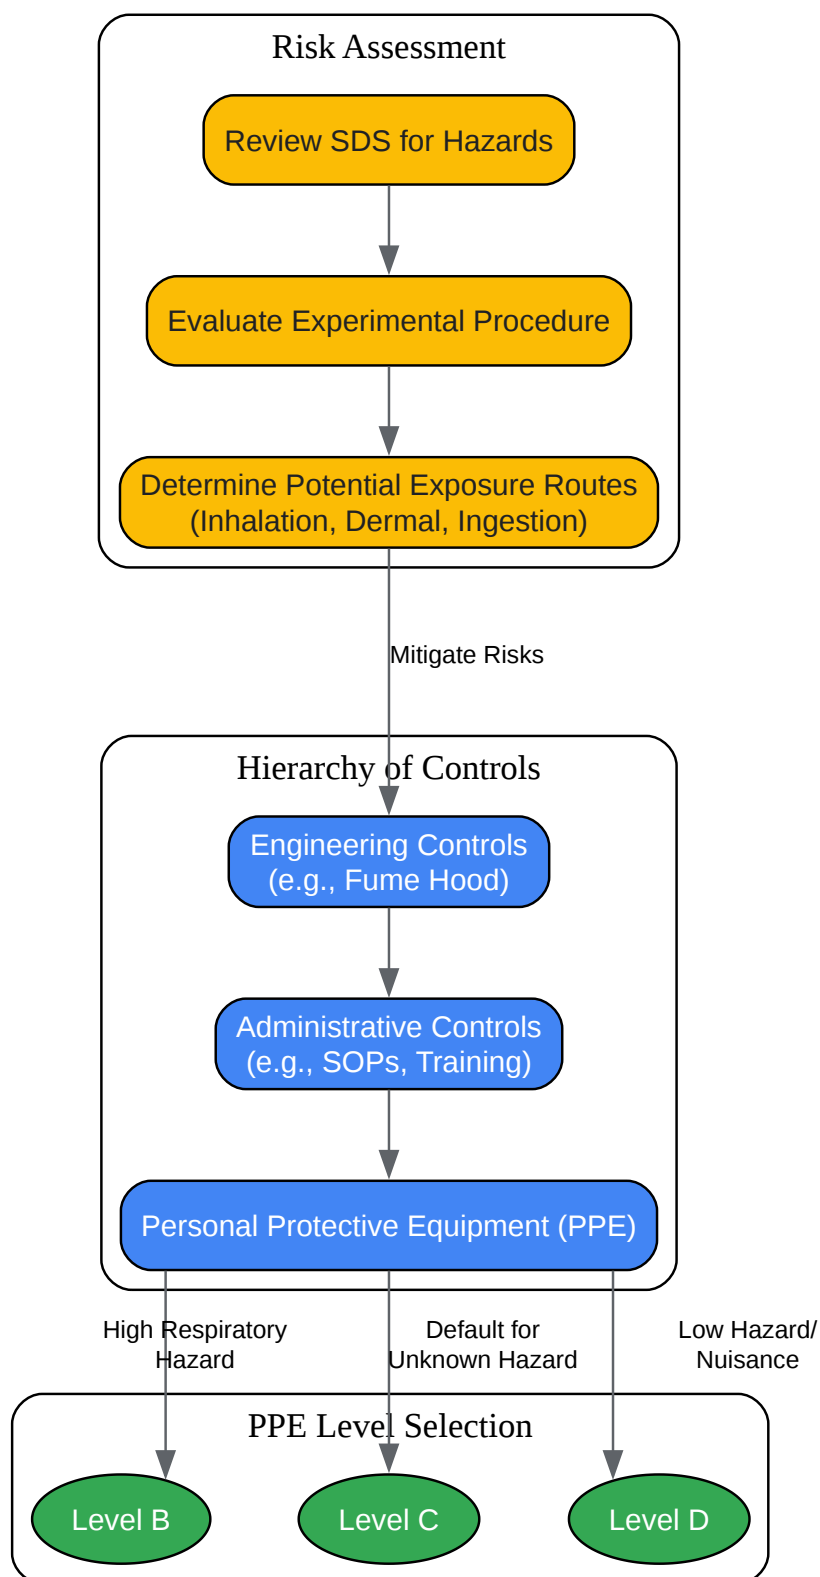 Risk Assessment
Review SDS for Hazards
Evaluate Experimental Procedure
Determine Potential Exposure Routes
(Inhalation, Dermal, Ingestion)
Mitigate Risks
Hierarchy of Controls
Engineering Controls
(e.g., Fume Hood)
Administrative Controls
(e.g., SOPs, Training)
Personal Protective Equipment (PPE)
High Respiratory
Hazard
Default for
Unknown Hazard
Low Hazard/
Nuisance
PPE Level Selection
Level B
Level C
Level D